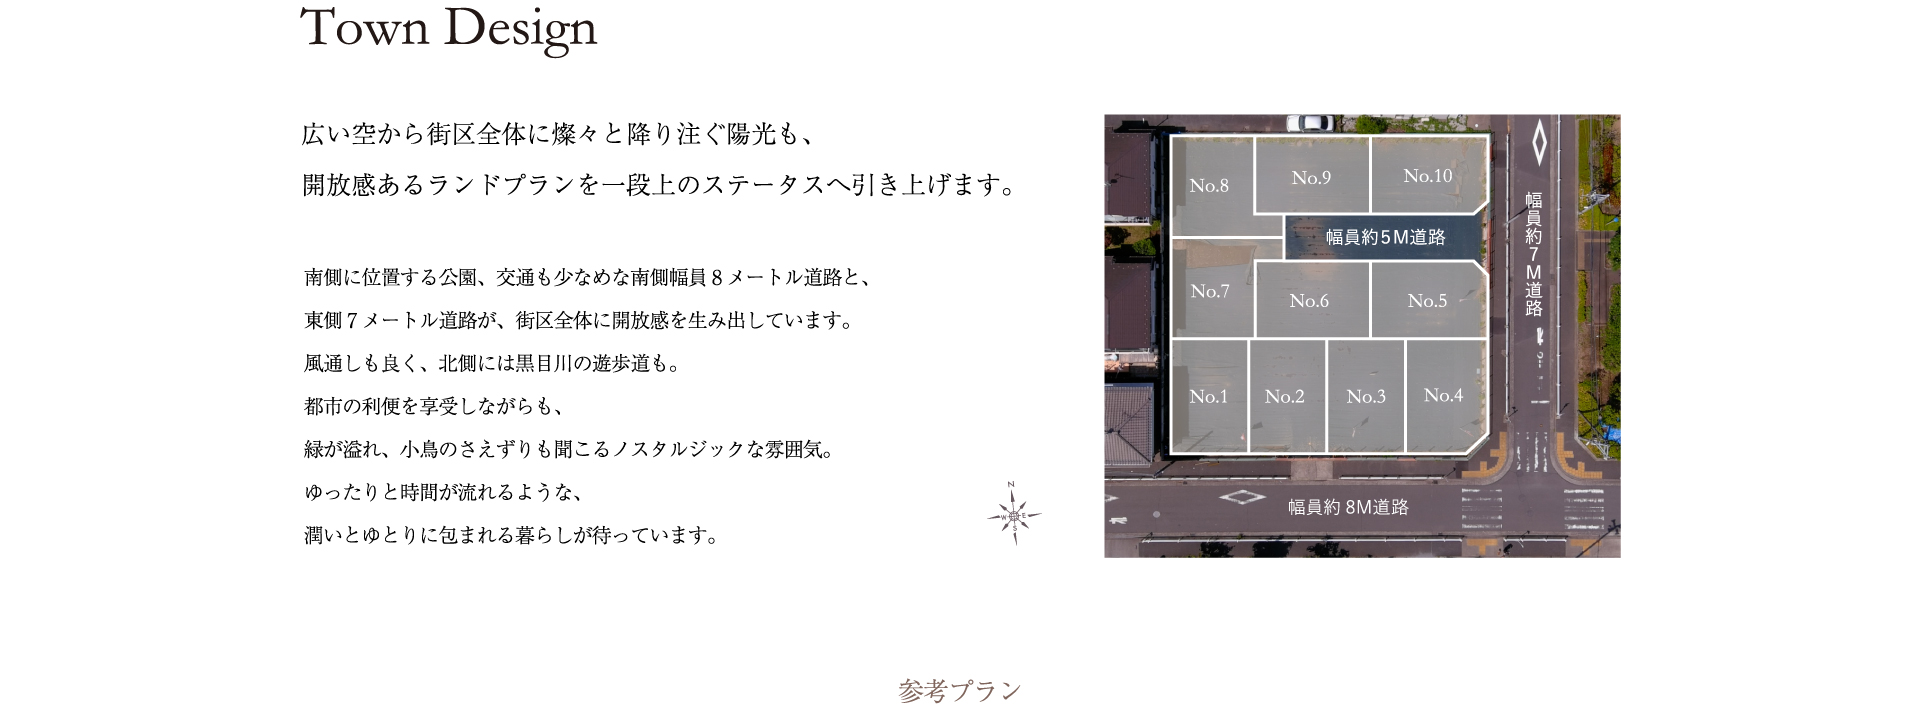 Town Design
広い空から街区全体に燦々と降り注ぐ陽光も、
開放感あるランドプランを一段上のステータスへ引き上げます。
南側に位置する公園、交通も少なめな南側幅員８メートル道路と、
東側７メートル道路が、街区全体に開放感を生み出しています。
風通しも良く、北側には黒目川の遊歩道も。
都市の利便を享受しながらも、
緑が溢れ、小鳥のさえずりも聞こるノスタルジックな雰囲気。
ゆったりと時間が流れるような、
潤いとゆとりに包まれる暮らしが待っています。
N
W
E
S
No.8
No.9
No.10
幅員約5M道路
幅員約7M道路
No.7
No.6
No.5
No.1
No.2
No.3
No.4
幅員約 8M道路
参考プラン